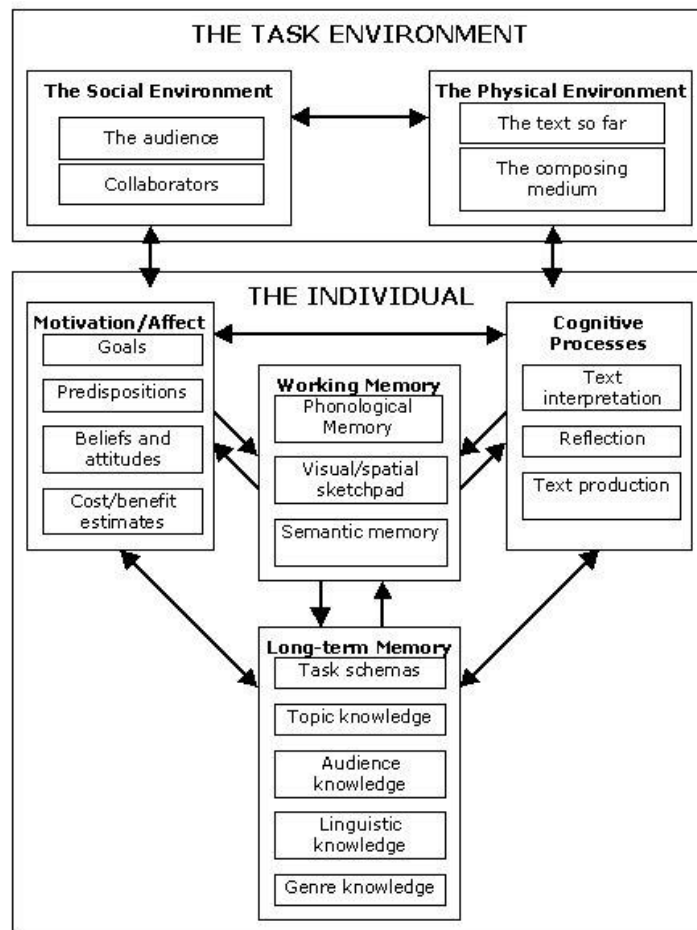 THE TASK ENVIRONMENT
The Social Environment
The audience
Collaborators
The Physical Environment
The text so far
The composing
medium
THE INDIVIDUAL
Motivation/Affect
Goals
Predispositions
Beliefs and
attitudes
Cost/benefit
estimates
Working Memory
Phonological
Memory
Visual/spatial
sketchpad
Semantic memory
Cognitive
Processes
Text
interpretation
Reflection
Text production
Long-term Memory
Task schemas
Topic knowledge
Audience
knowledge
Linguistic
knowledge
Genre knowledge